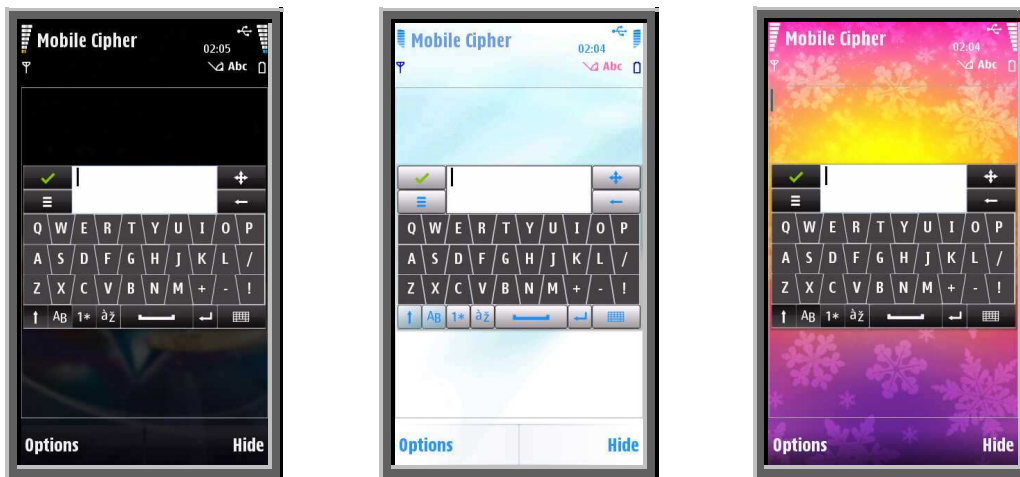 Mobile Cipher
02:05
Abc
Q W E R T Y U I O P
A S D F G H J K L /
Z X C V B N M + - !
AB 1* àž
Options Hide
Mobile Cipher
02:04
Abc
Q W E R T Y U I O P
A S D F G H J K L /
Z X C V B N M + - !
AB 1* àž
Options Hide
Mobile Cipher
02:04
Abc
Q W E R T Y U I O P
A S D F G H J K L /
Z X C V B N M + - !
AB 1* àž
Options Hide